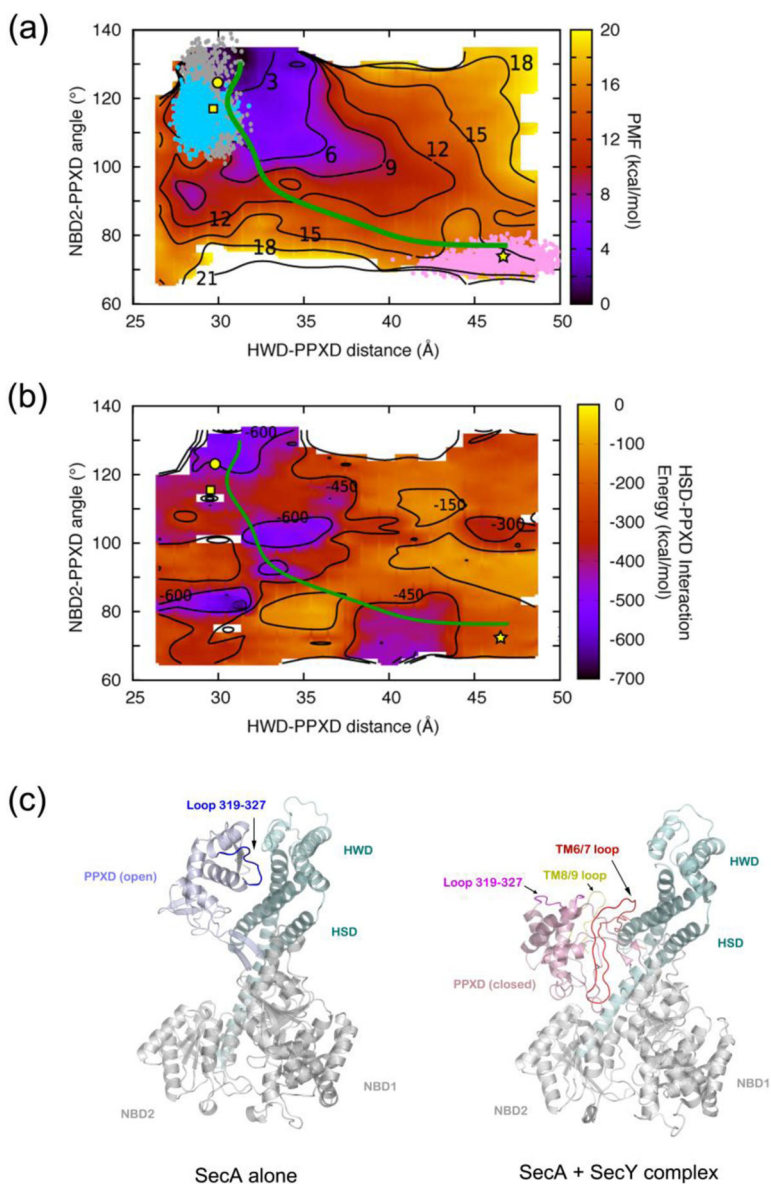 (a)
140
120
100
80
60
NBD2-PPXD angle (°)
3
6
9
12
15
18
12
15
18
21
25 30 35 40 45 50
HWD-PPXD distance (Å)
20
16
12
8
4
0
PMF (kcal/mol)
(b)
140
120
100
80
60
NBD2-PPXD angle (°)
-600
-450
-150
-600
-300
-600
-450
25 30 35 40 45 50
HWD-PPXD distance (Å)
0
-100
-200
-300
-400
-500
-600
-700
HSD-PPXD Interaction
Energy (kcal/mol)
(c)
Loop 319-327
HWD
PPXD (open)
HSD
NBD2
NBD1
SecA alone
TM6/7 loop
TM8/9 loop
HWD
Loop 319-327
HSD
PPXD (closed)
NBD1
NBD2
SecA + SecY complex